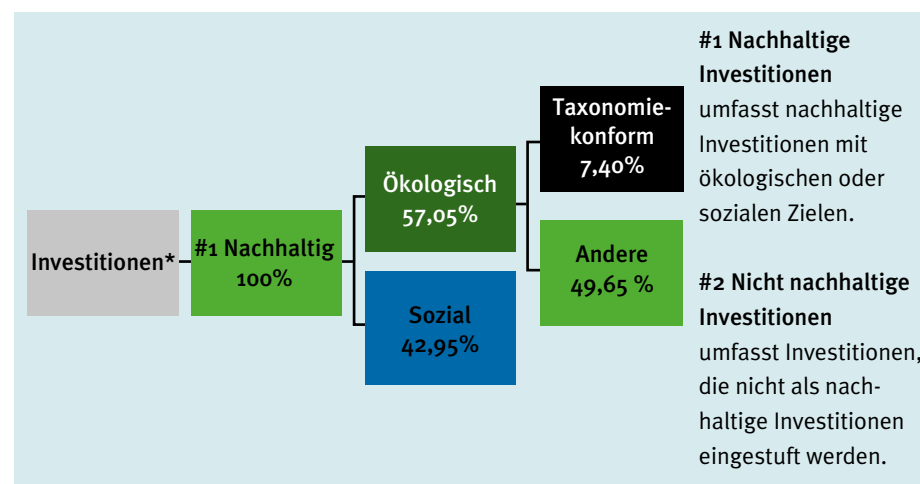 Investitionen*
#1 Nachhaltig
100%
Ökologisch
57,05%
Sozial
42,95%
Taxonomie-
konform
7,40%
Andere
49,65 %
#1 Nachhaltige
Investitionen
umfasst nachhaltige
Investitionen mit
ökologischen oder
sozialen Zielen.
#2 Nicht nachhaltige
Investitionen
umfasst Investitionen,
die nicht als nach-
haltige Investitionen
eingestuft werden.